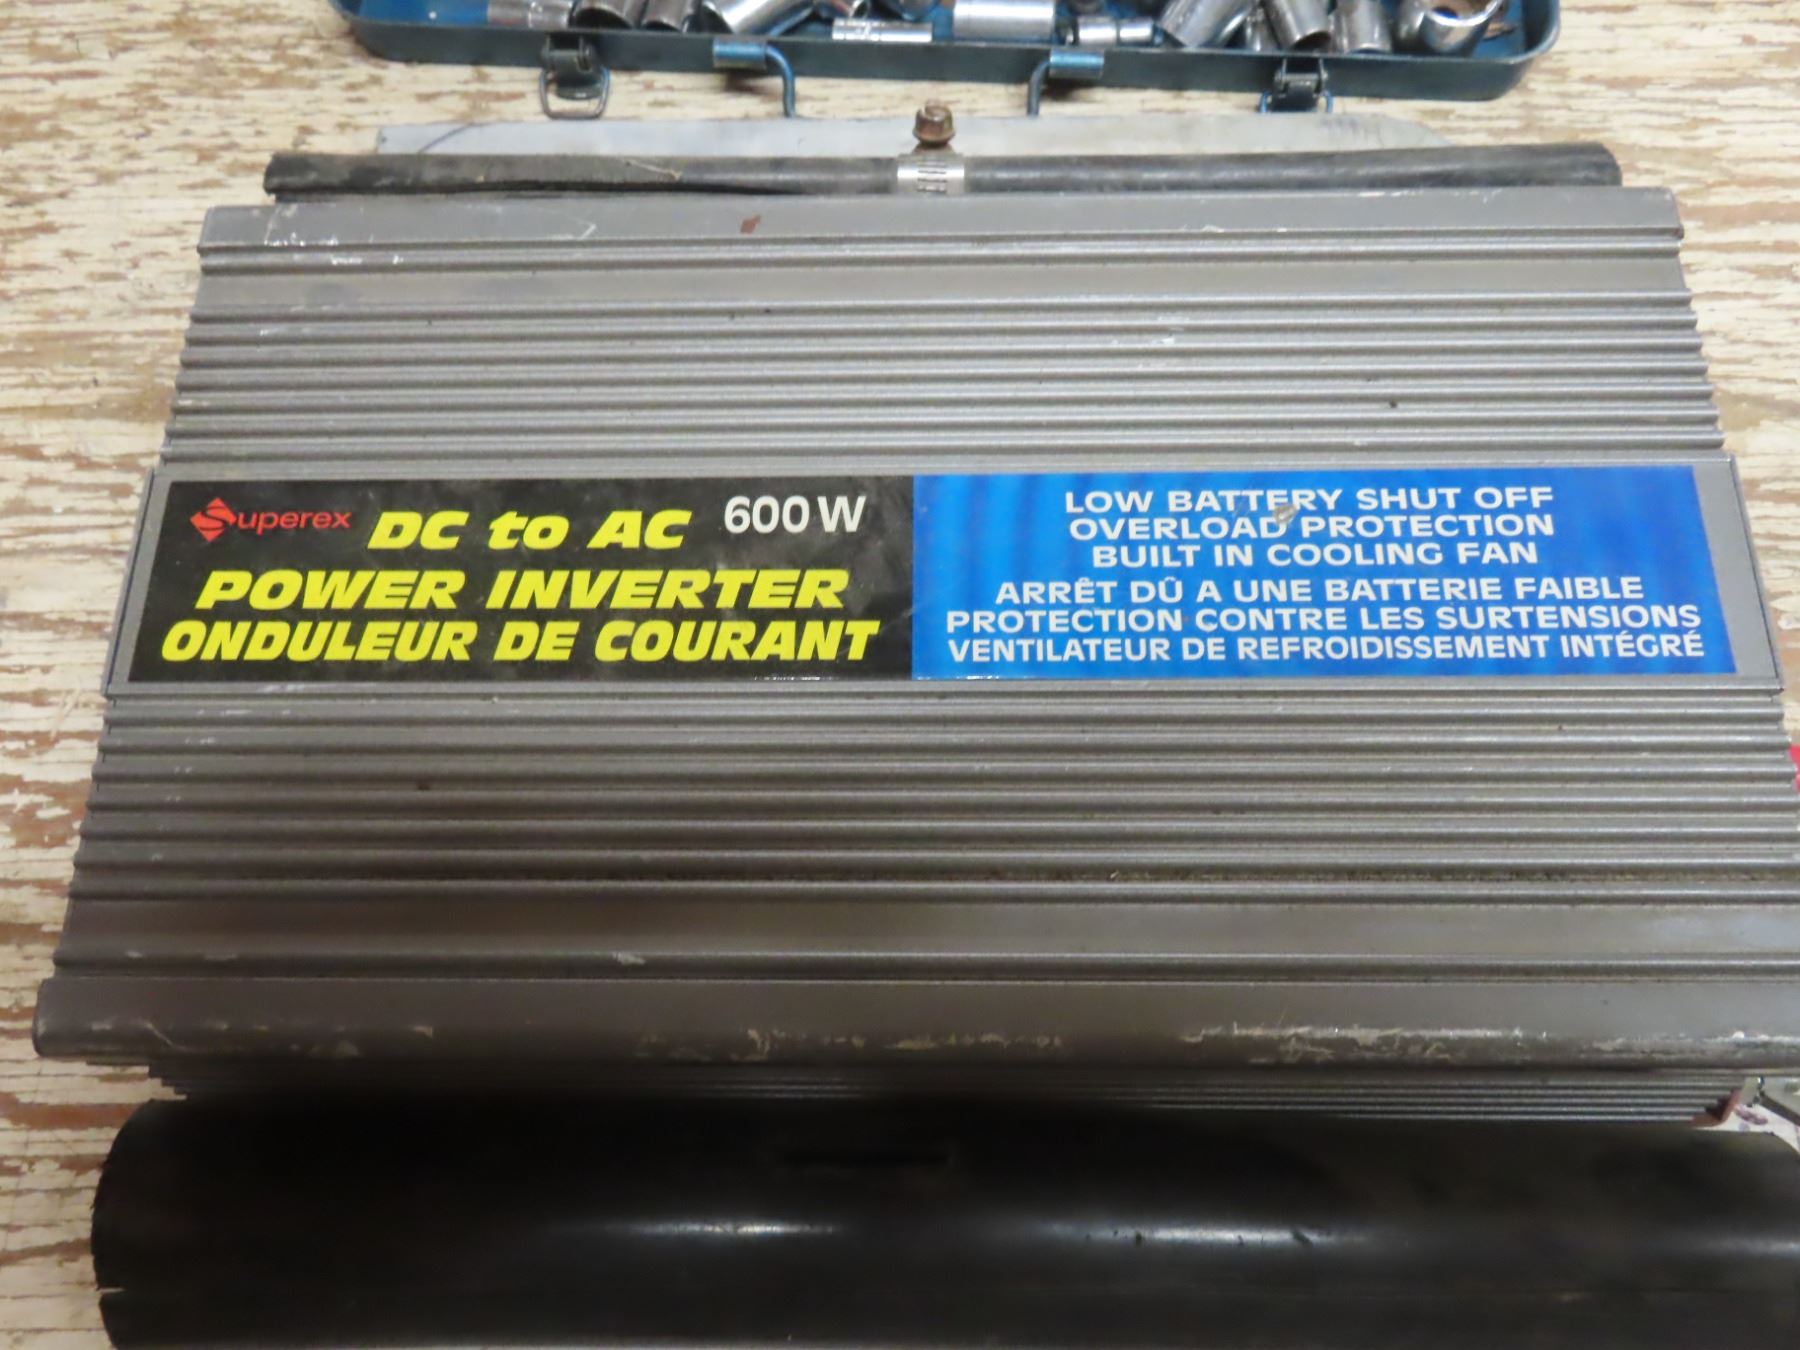 Superex DC to AC 600W
POWER INVERTER
ONDULEUR DE COURANT
LOW BATTERY SHUT OFF
OVERLOAD PROTECTION
BUILT IN COOLING FAN
ARRÊT DÛ A UNE BATTERIE FAIBLE
PROTECTION CONTRE LES SURTENSIONS
VENTILATEUR DE REFROIDISSEMENT INTÉGRÉ